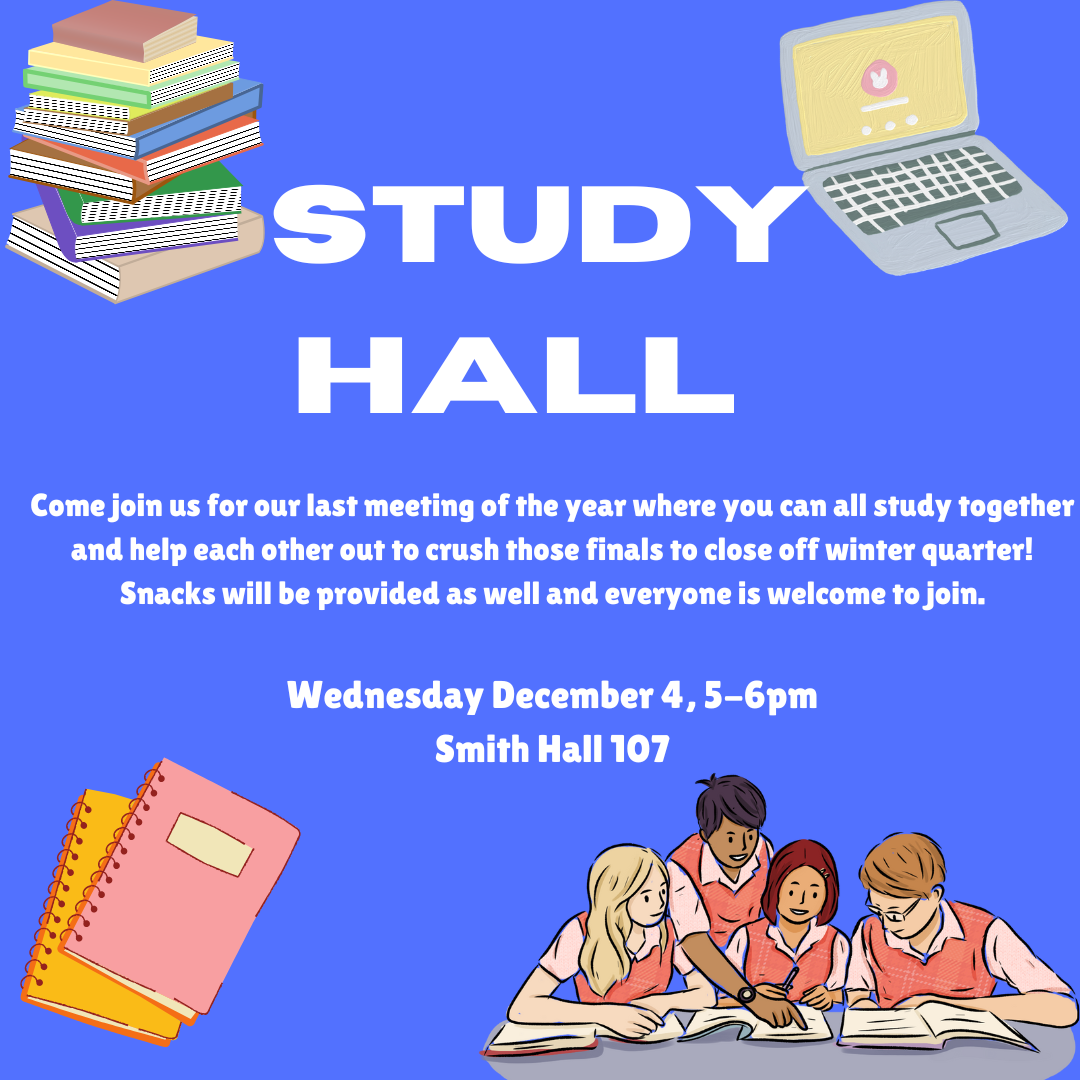 STUDY
HALL
Come join us for our last meeting of the year where you can all study together
and help each other out to crush those finals to close off winter quarter!
Snacks will be provided as well and everyone is welcome to join.
Wednesday December 4, 5-6pm
Smith Hall 107